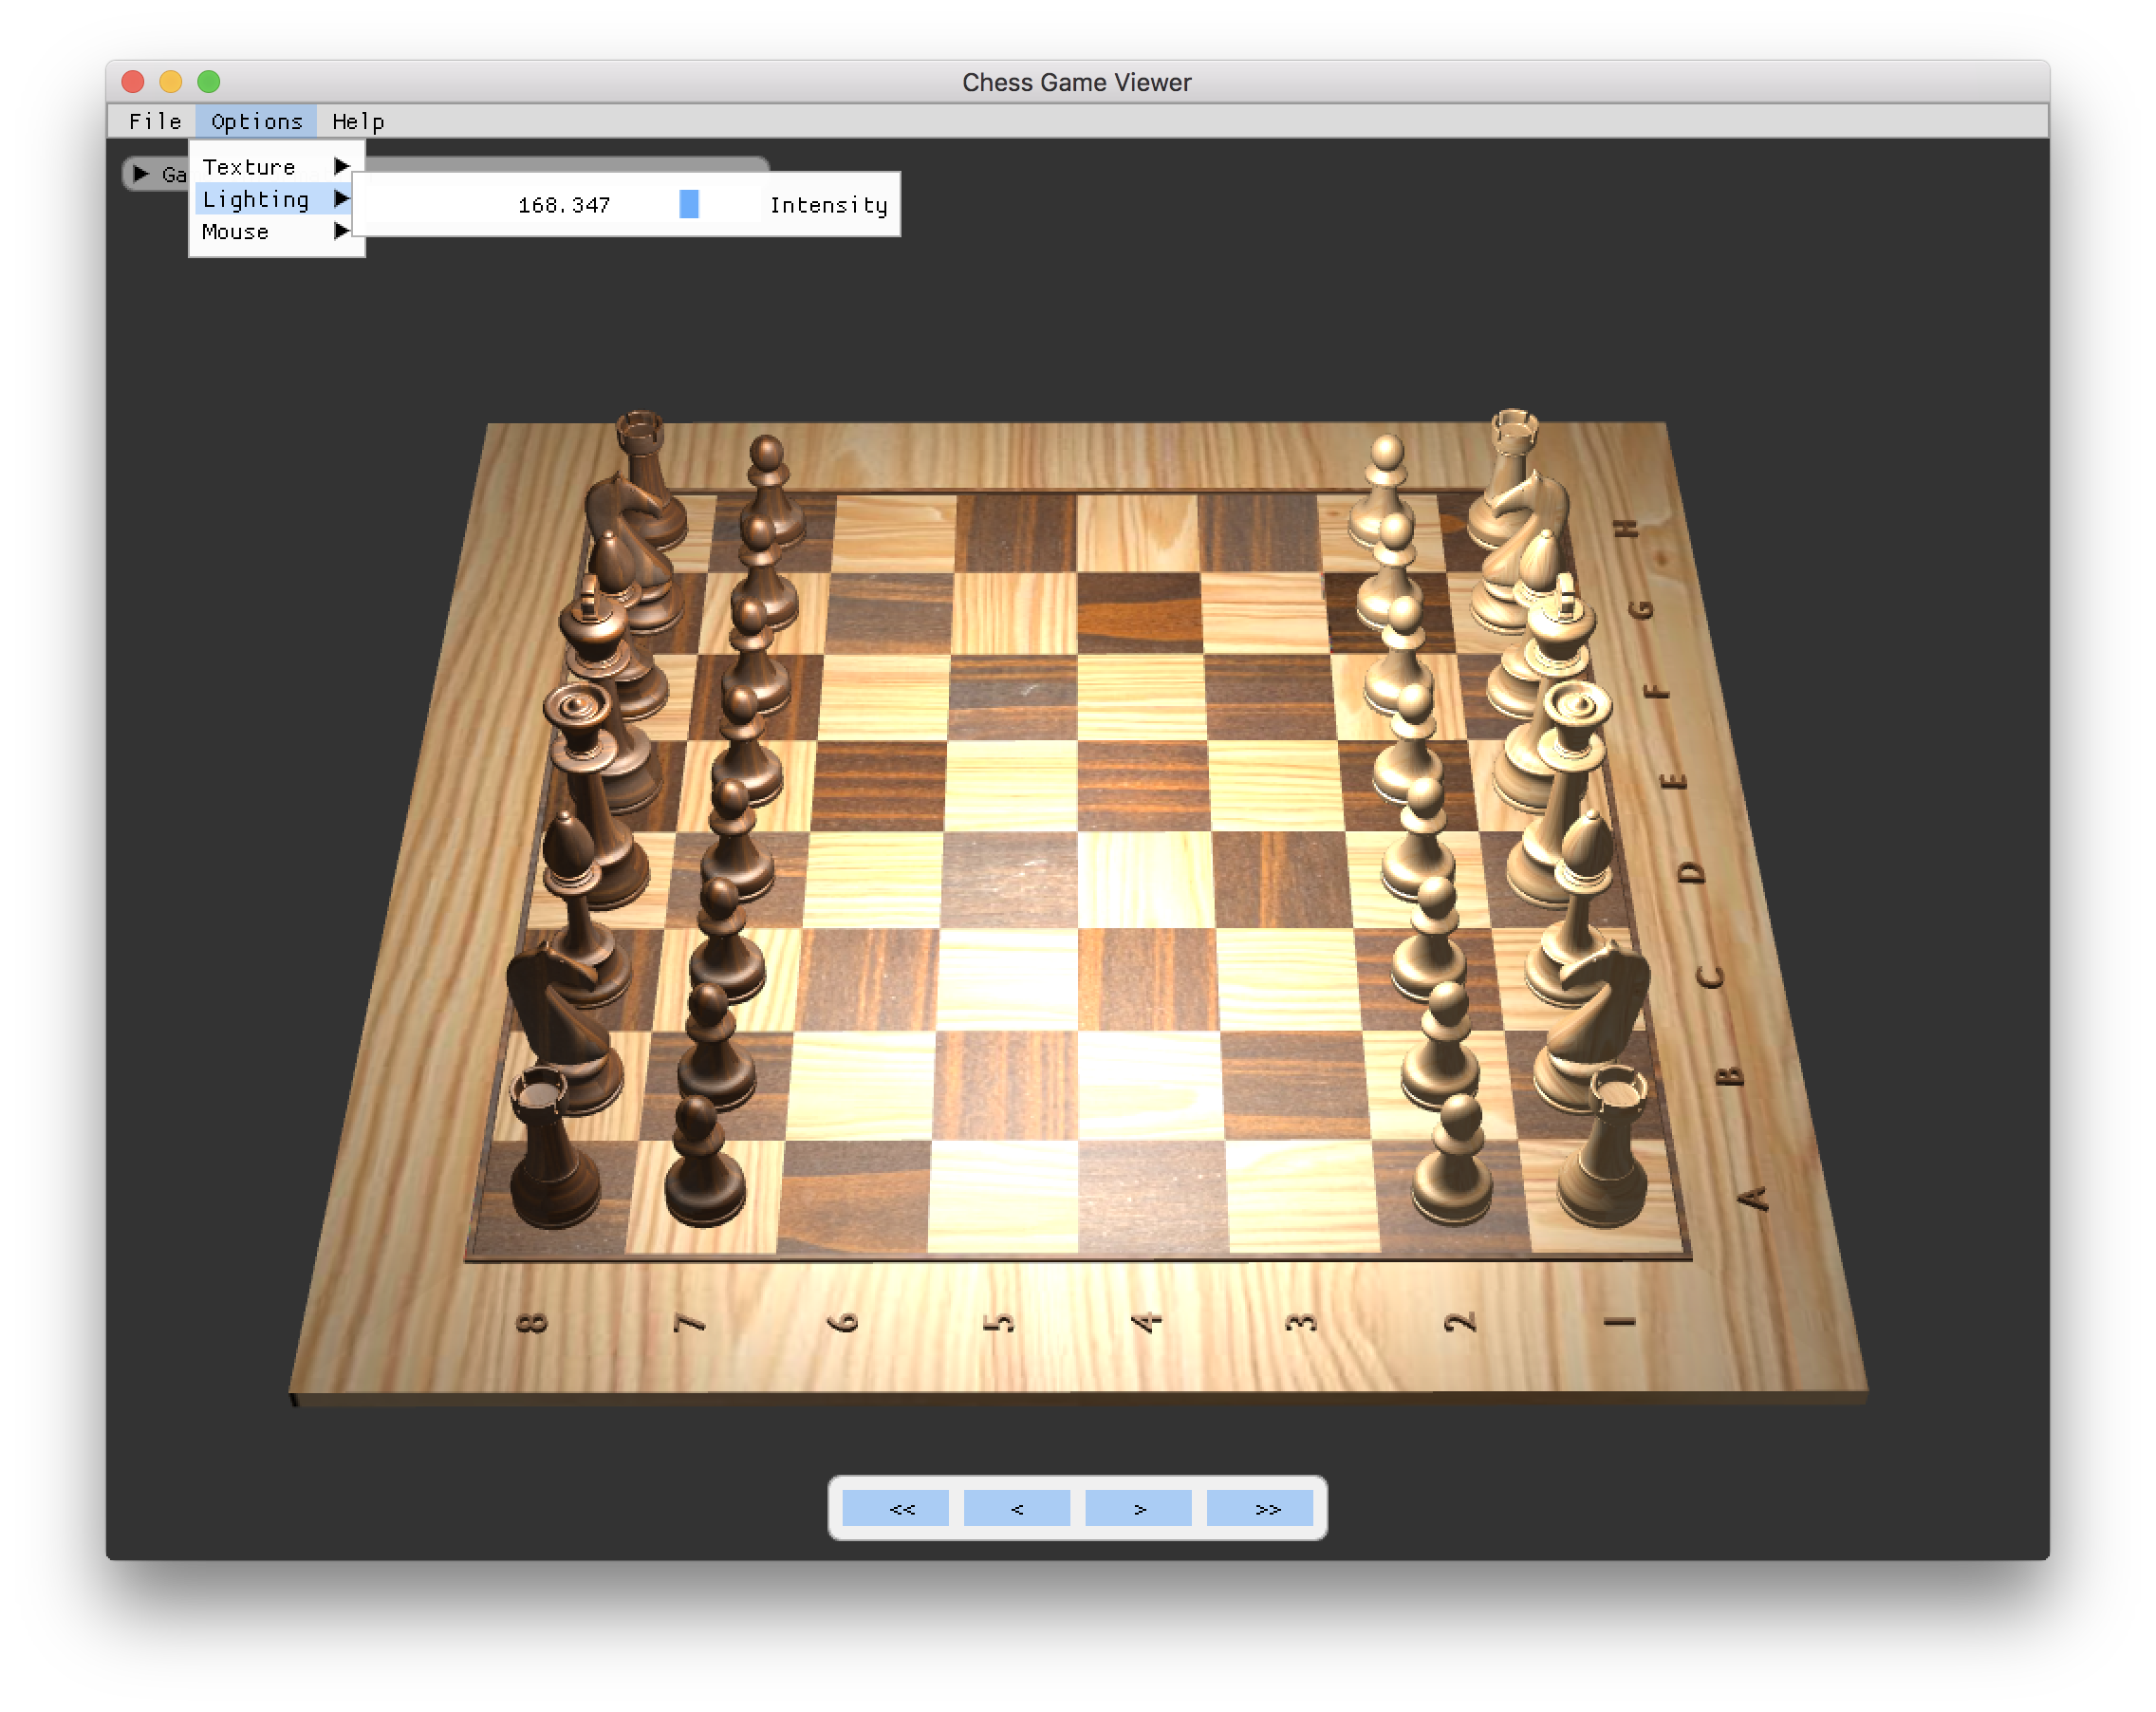 Chess Game Viewer
File Options Help
Ga
Texture
Lighting
Mouse
168.347 Intensity
H
G
F
E
D
C
B
A
8 7 6 5 4 3 2 1
<< < > >>